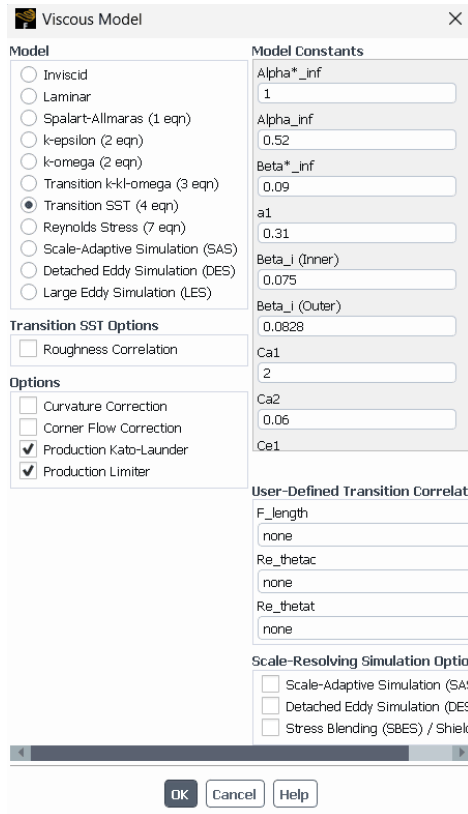 Viscous Model
Model
Inviscid
Laminar
Spalart-Allmaras (1 eqn)
k-epsilon (2 eqn)
k-omega (2 eqn)
Transition k-kl-omega (3 eqn)
Transition SST (4 eqn)
Reynolds Stress (7 eqn)
Scale-Adaptive Simulation (SAS)
Detached Eddy Simulation (DES)
Large Eddy Simulation (LES)
Transition SST Options
Roughness Correlation
Options
Curvature Correction
Corner Flow Correction
Production Kato-Launder
Production Limiter
Model Constants
Alpha*_inf
1
Alpha_inf
0.52
Beta*_inf
0.09
a1
0.31
Beta_i (Inner)
0.075
Beta_i (Outer)
0.0828
Ca1
2
Ca2
0.06
Ce1
User-Defined Transition Correlat
F_length
none
Re_thetac
none
Re_thetat
none
Scale-Resolving Simulation Optio
Scale-Adaptive Simulation (SAS
Detached Eddy Simulation (DES
Stress Blending (SBES) / Shield
OK Cancel Help